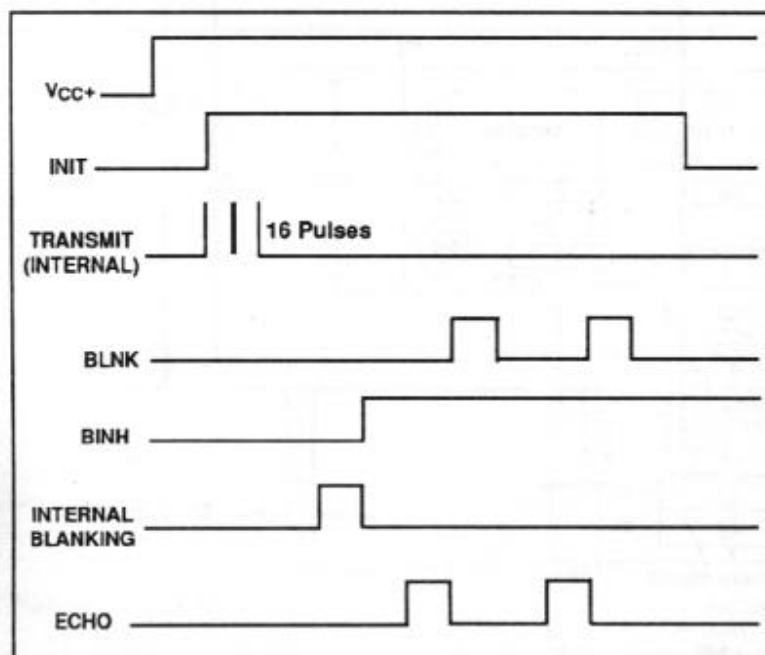 VCC+
INIT
TRANSMIT
(INTERNAL)
16 Pulses
BLNK
BINH
INTERNAL
BLANKING
ECHO